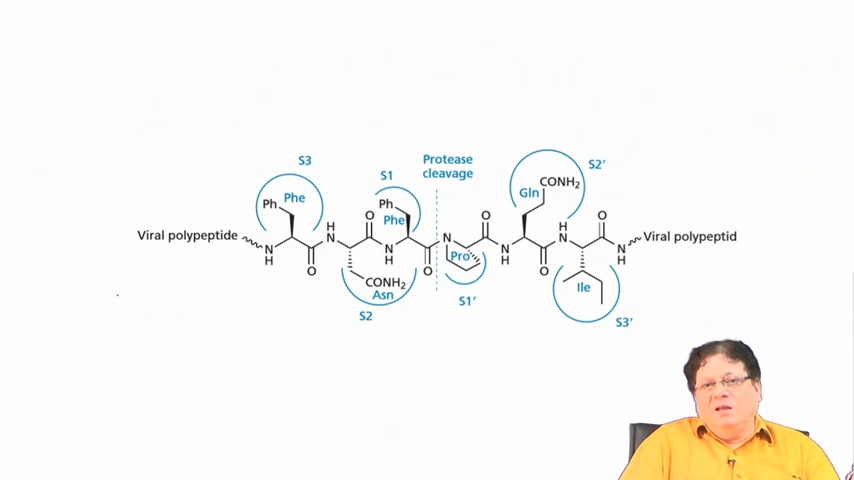 Protease
cleavage
S3
S1
S2′
Gln
CONH2
Ph
Phe
Ph
Phe
O
O
O
H
N
H
N
Viral polypeptide
N
H
N
H
N
Pro
N
H
N
H
Viral polypeptid
O
O
O
CONH2
Asn
Ile
S2
S1′
S3′